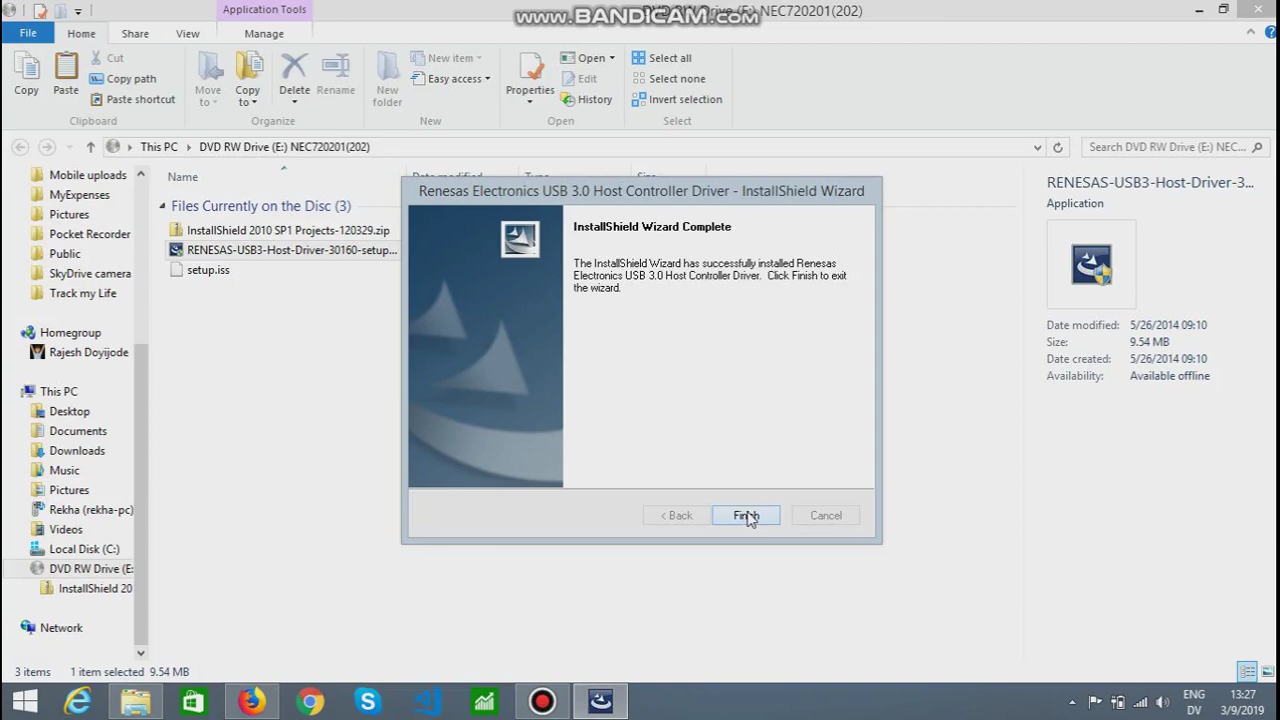 Application Tools
www.BANDICAM.com
DVD RW Drive (E:) NEC720201(202)
File
Home
Share
View
Manage
Copy
Paste
Cut
Copy path
Paste shortcut
Clipboard
Move to
Copy to
Delete
Rename
Organize
New folder
New item
Easy access
New
Properties
Open
Edit
History
Open
Select all
Select none
Invert selection
Select
This PC
DVD RW Drive (E:) NEC720201(202)
Search DVD RW Drive (E:) NEC...
Mobile uploads
MyExpenses
Pictures
Pocket Recorder
Public
SkyDrive camera
Track my Life
Homegroup
Rajesh Doyijode
This PC
Desktop
Documents
Downloads
Music
Pictures
Rekha (rekha-pc)
Videos
Local Disk (C:)
DVD RW Drive (E:
InstallShield 20
Network
Name
Files Currently on the Disc (3)
InstallShield 2010 SP1 Projects-120329.zip
RENESAS-USB3-Host-Driver-30160-setup...
setup.iss
Renesas Electronics USB 3.0 Host Controller Driver - InstallShield Wizard
InstallShield Wizard Complete
The InstallShield Wizard has successfully installed Renesas
Electronics USB 3.0 Host Controller Driver. Click Finish to exit
the wizard.
< Back
Finish
Cancel
RENESAS-USB3-Host-Driver-3...
Application
Date modified: 5/26/2014 09:10
Size: 9.54 MB
Date created: 5/26/2014 09:10
Availability: Available offline
3 items
1 item selected 9.54 MB
ENG
DV
13:27
3/9/2019